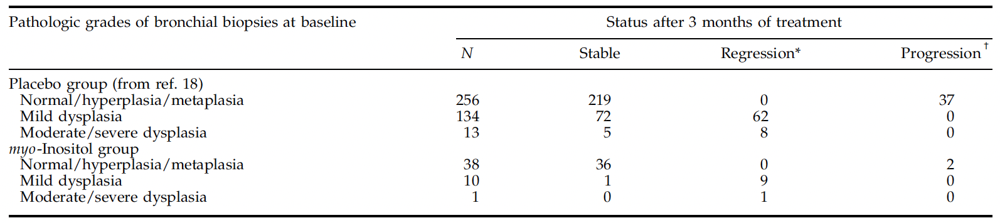 Pathologic grades of bronchial biopsies at baseline Status after 3 months of treatment
N Stable Regression* Progression†
Placebo group (from ref. 18)
Normal/hyperplasia/metaplasia 256 219 0 37
Mild dysplasia 134 72 62 0
Moderate/severe dysplasia 13 5 8 0
myo-Inositol group
Normal/hyperplasia/metaplasia 38 36 0 2
Mild dysplasia 10 1 9 0
Moderate/severe dysplasia 1 0 1 0